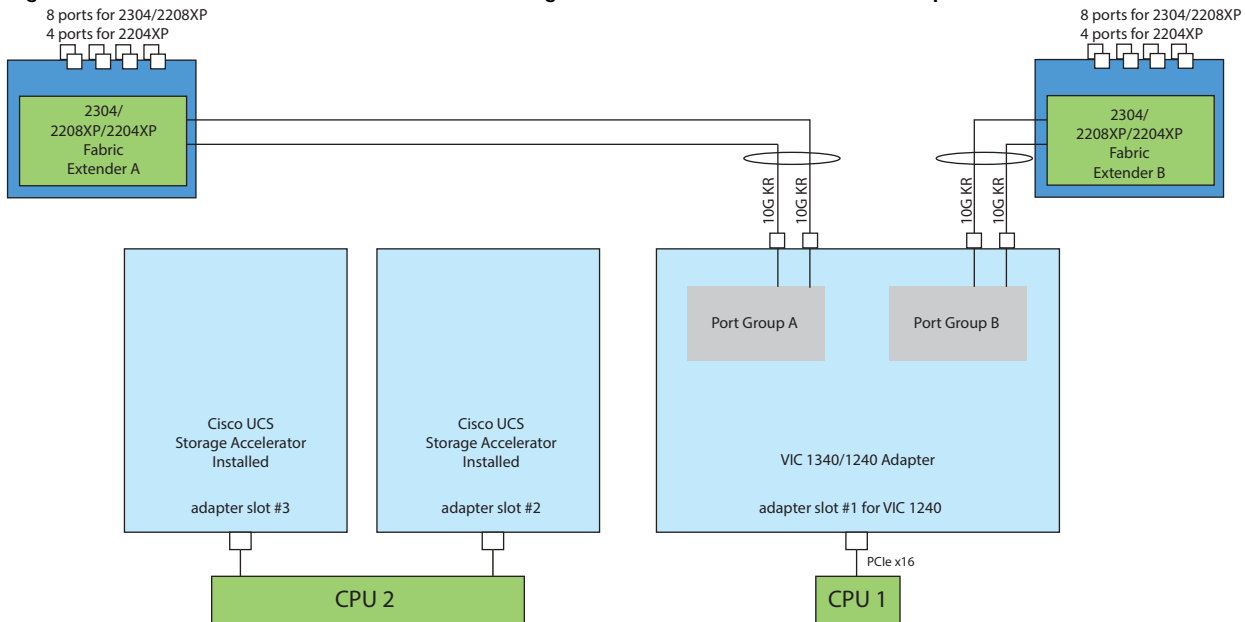 8 ports for 2304/2208XP
4 ports for 2204XP
8 ports for 2304/2208XP
4 ports for 2204XP
2304/
2208XP/2204XP
Fabric
Extender A
2304/
2208XP/2204XP
Fabric
Extender B
10G KR
10G KR
10G KR
10G KR
Port Group A
Port Group B
Cisco UCS
Storage Accelerator
Installed
adapter slot #3
Cisco UCS
Storage Accelerator
Installed
adapter slot #2
VIC 1340/1240 Adapter
adapter slot #1 for VIC 1240
PCIe x16
CPU 2
CPU 1